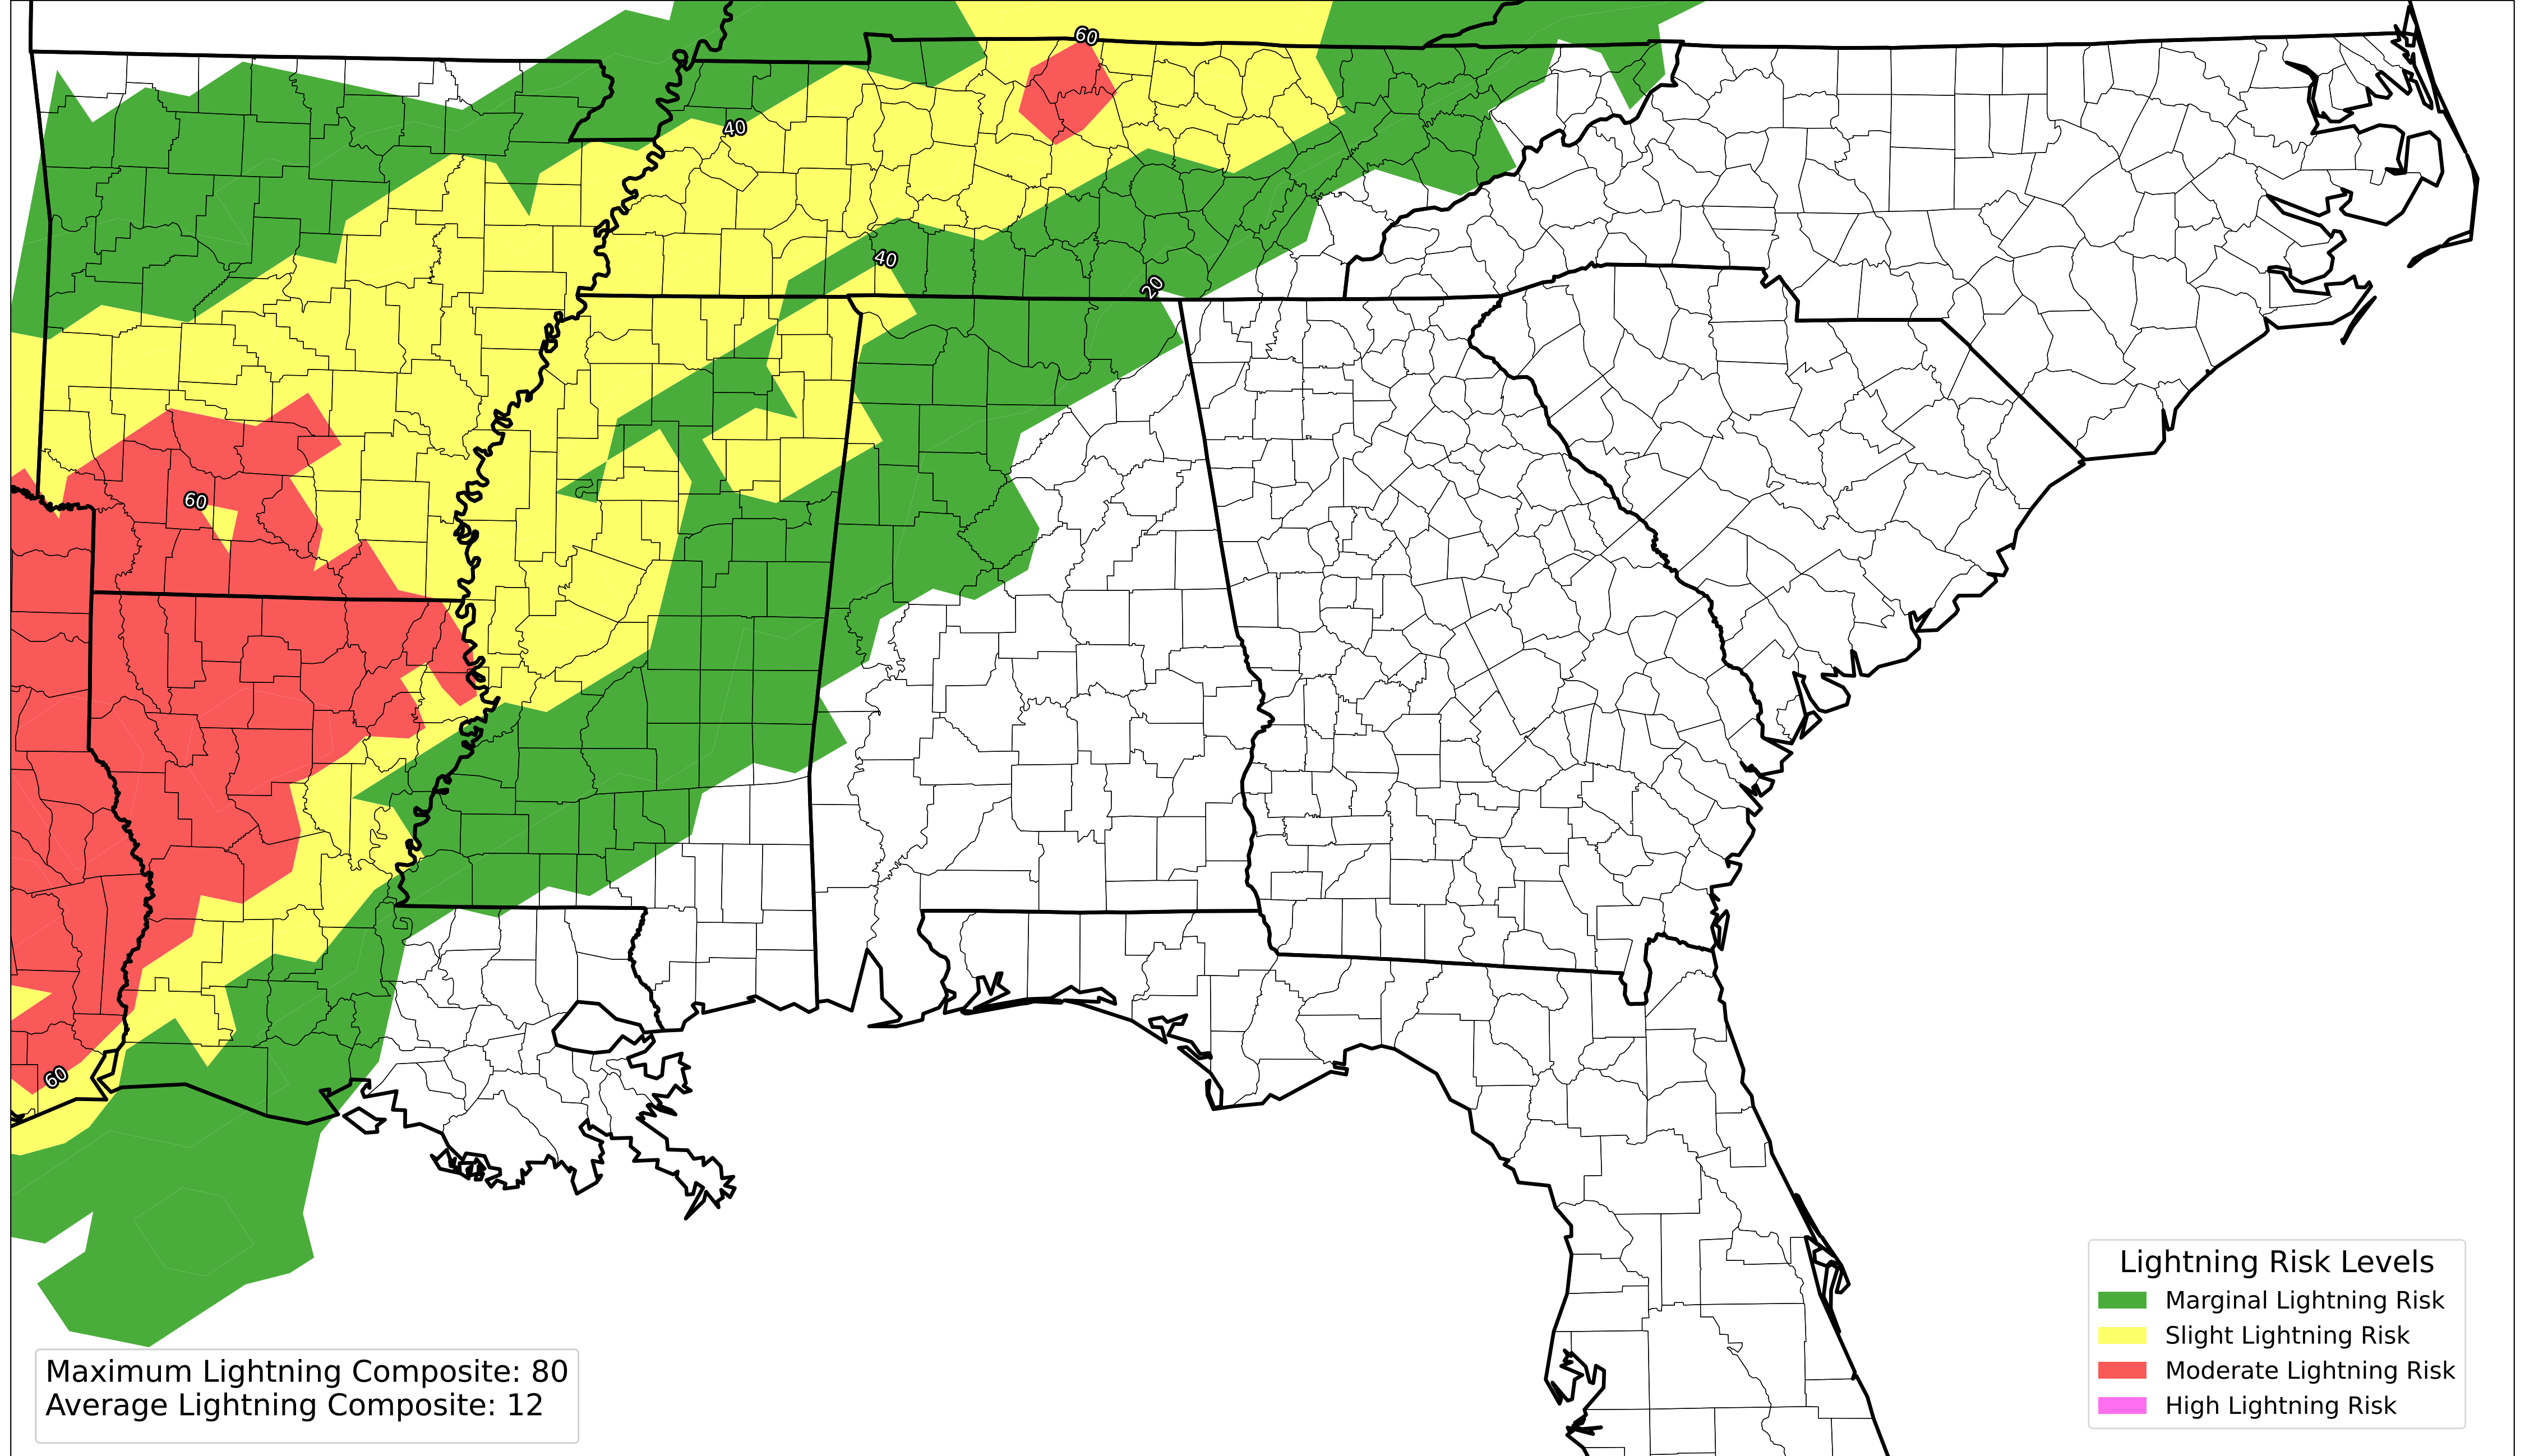 60
40
40
20
60
60
Lightning Risk Levels
Marginal Lightning Risk
Slight Lightning Risk
Moderate Lightning Risk
High Lightning Risk
Maximum Lightning Composite: 80
Average Lightning Composite: 12